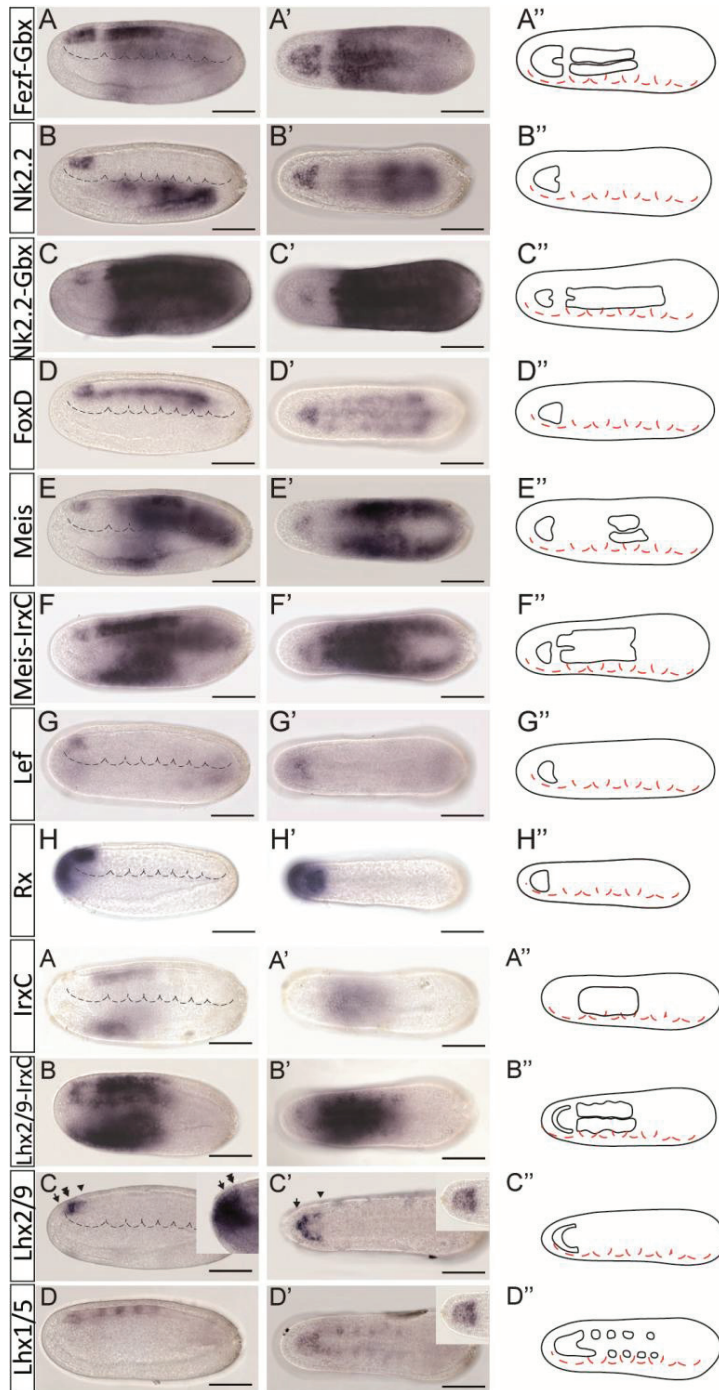 Fezf-Gbx A A' A''
Nk2.2 B B' B''
Nk2.2-Gbx C C' C''
FoxD D D' D''
Meis E E' E''
Meis-IrxC F F' F''
Lef G G' G''
Rx H H' H''
IrxC A A' A''
Lhx2/9-IrxC B B' B''
Lhx2/9 C C' C''
Lhx1/5 D D' D''